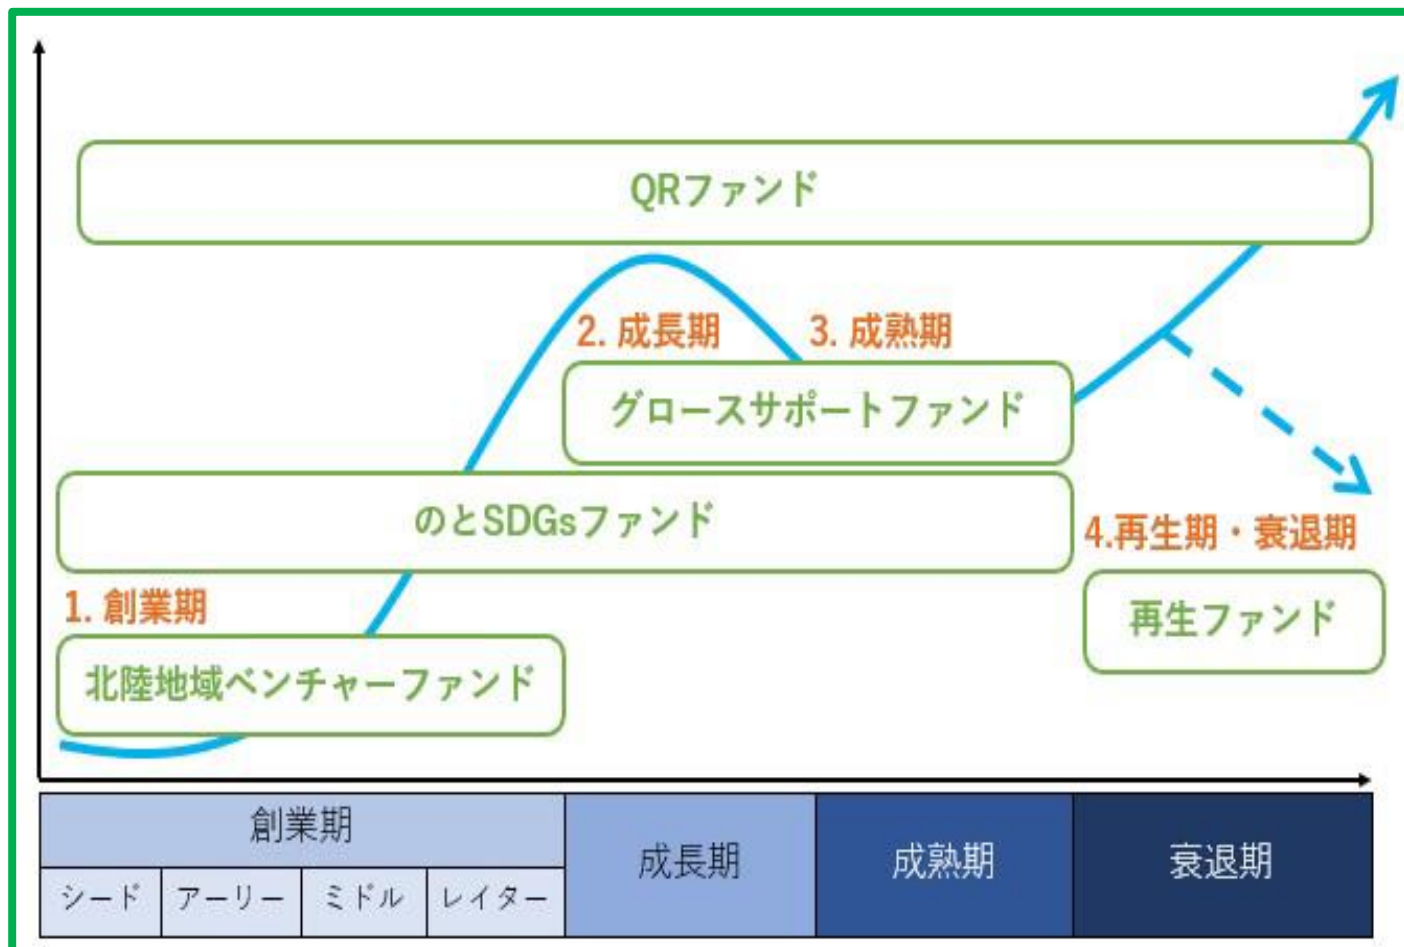 QRファンド
2. 成長期
3. 成熟期
グロースサポートファンド
のとSDGsファンド
4.再生期・衰退期
1. 創業期
再生ファンド
北陸地域ベンチャーファンド
創業期
成長期
成熟期
衰退期
シード
アーリー
ミドル
レイター